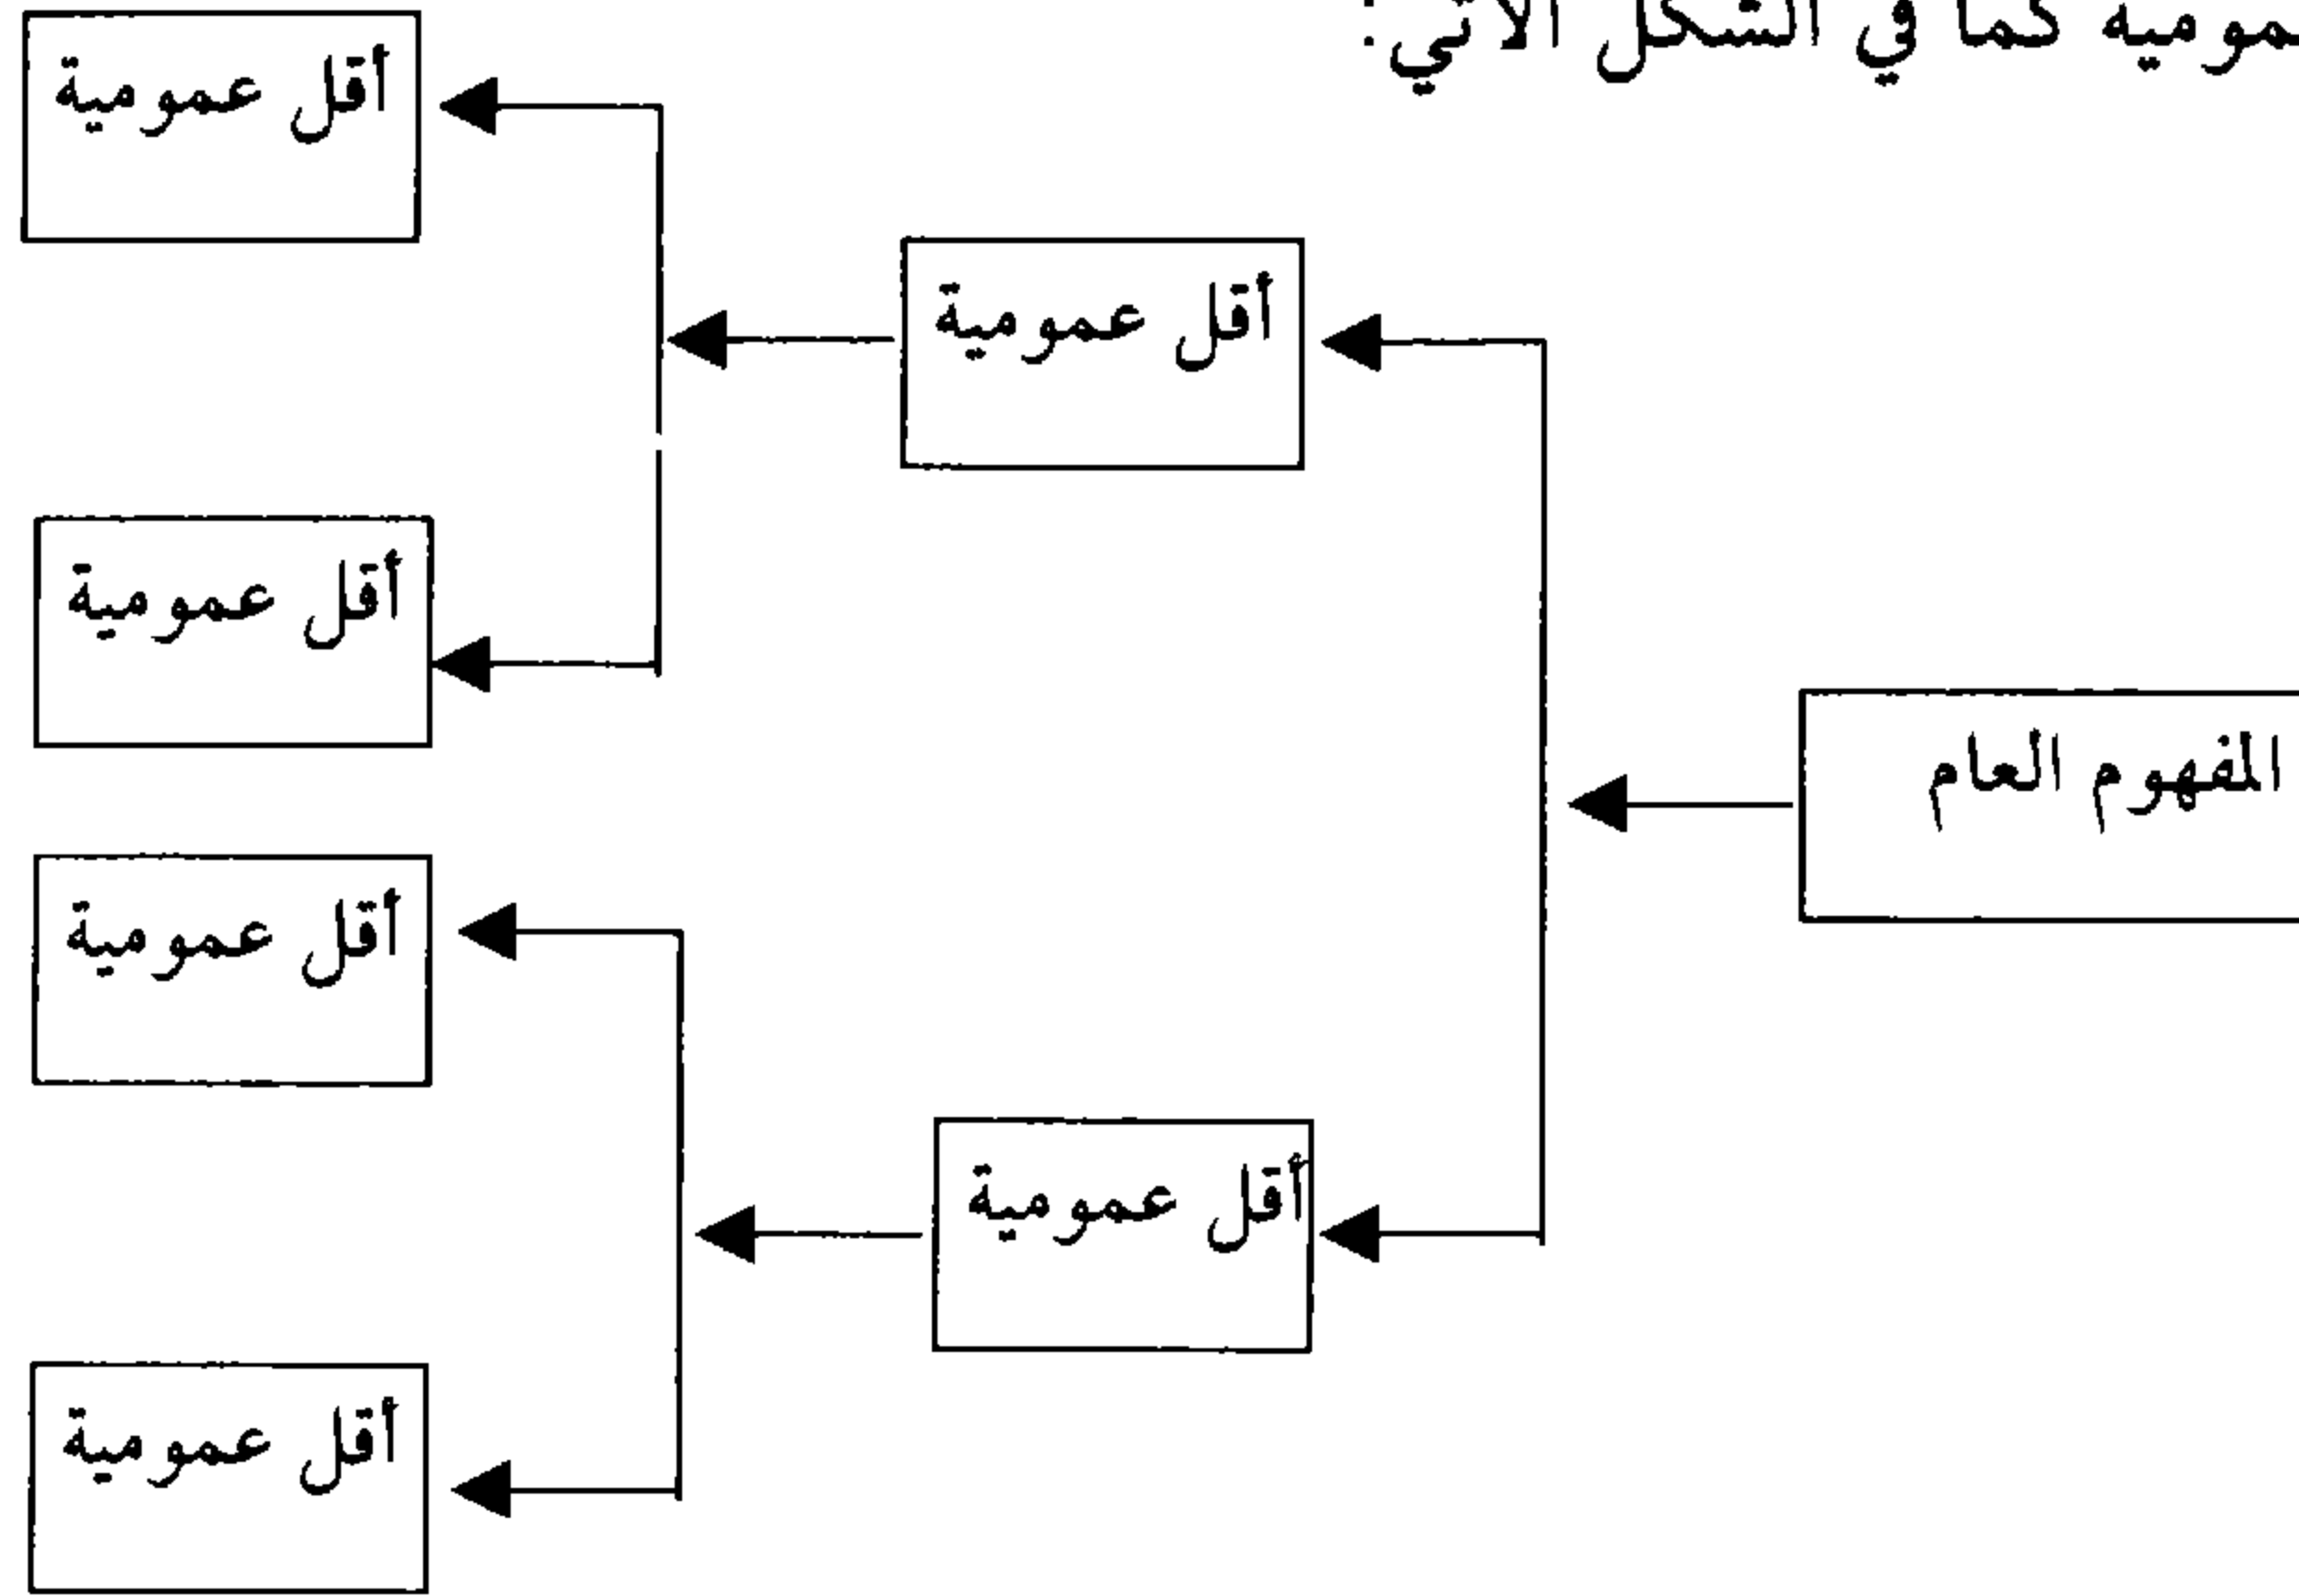 كما في الشكل الآتي:
المفهوم العام
أقل عمومية
أقل عمومية
أقل عمومية
أقل عمومية
أقل عمومية
أقل عمومية